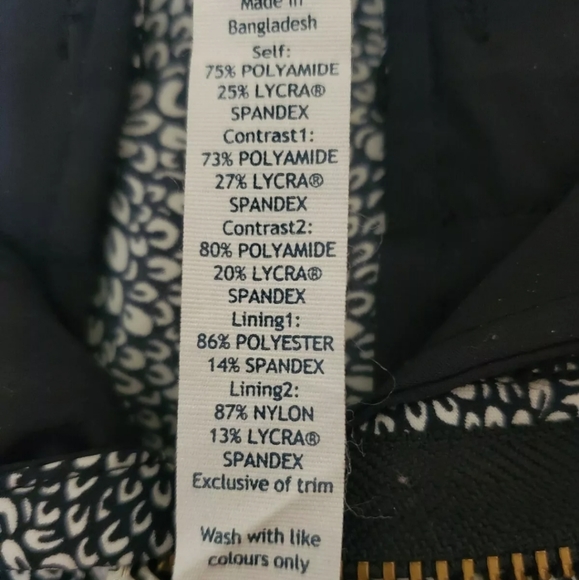 Made in
Bangladesh
Self:
75% POLYAMIDE
25% LYCRA®
SPANDEX
Contrast1:
73% POLYAMIDE
27% LYCRA®
SPANDEX
Contrast2:
80% POLYAMIDE
20% LYCRA®
SPANDEX
Lining1:
86% POLYESTER
14% SPANDEX
Lining2:
87% NYLON
13% LYCRA®
SPANDEX
Exclusive of trim
Wash with like
colours only